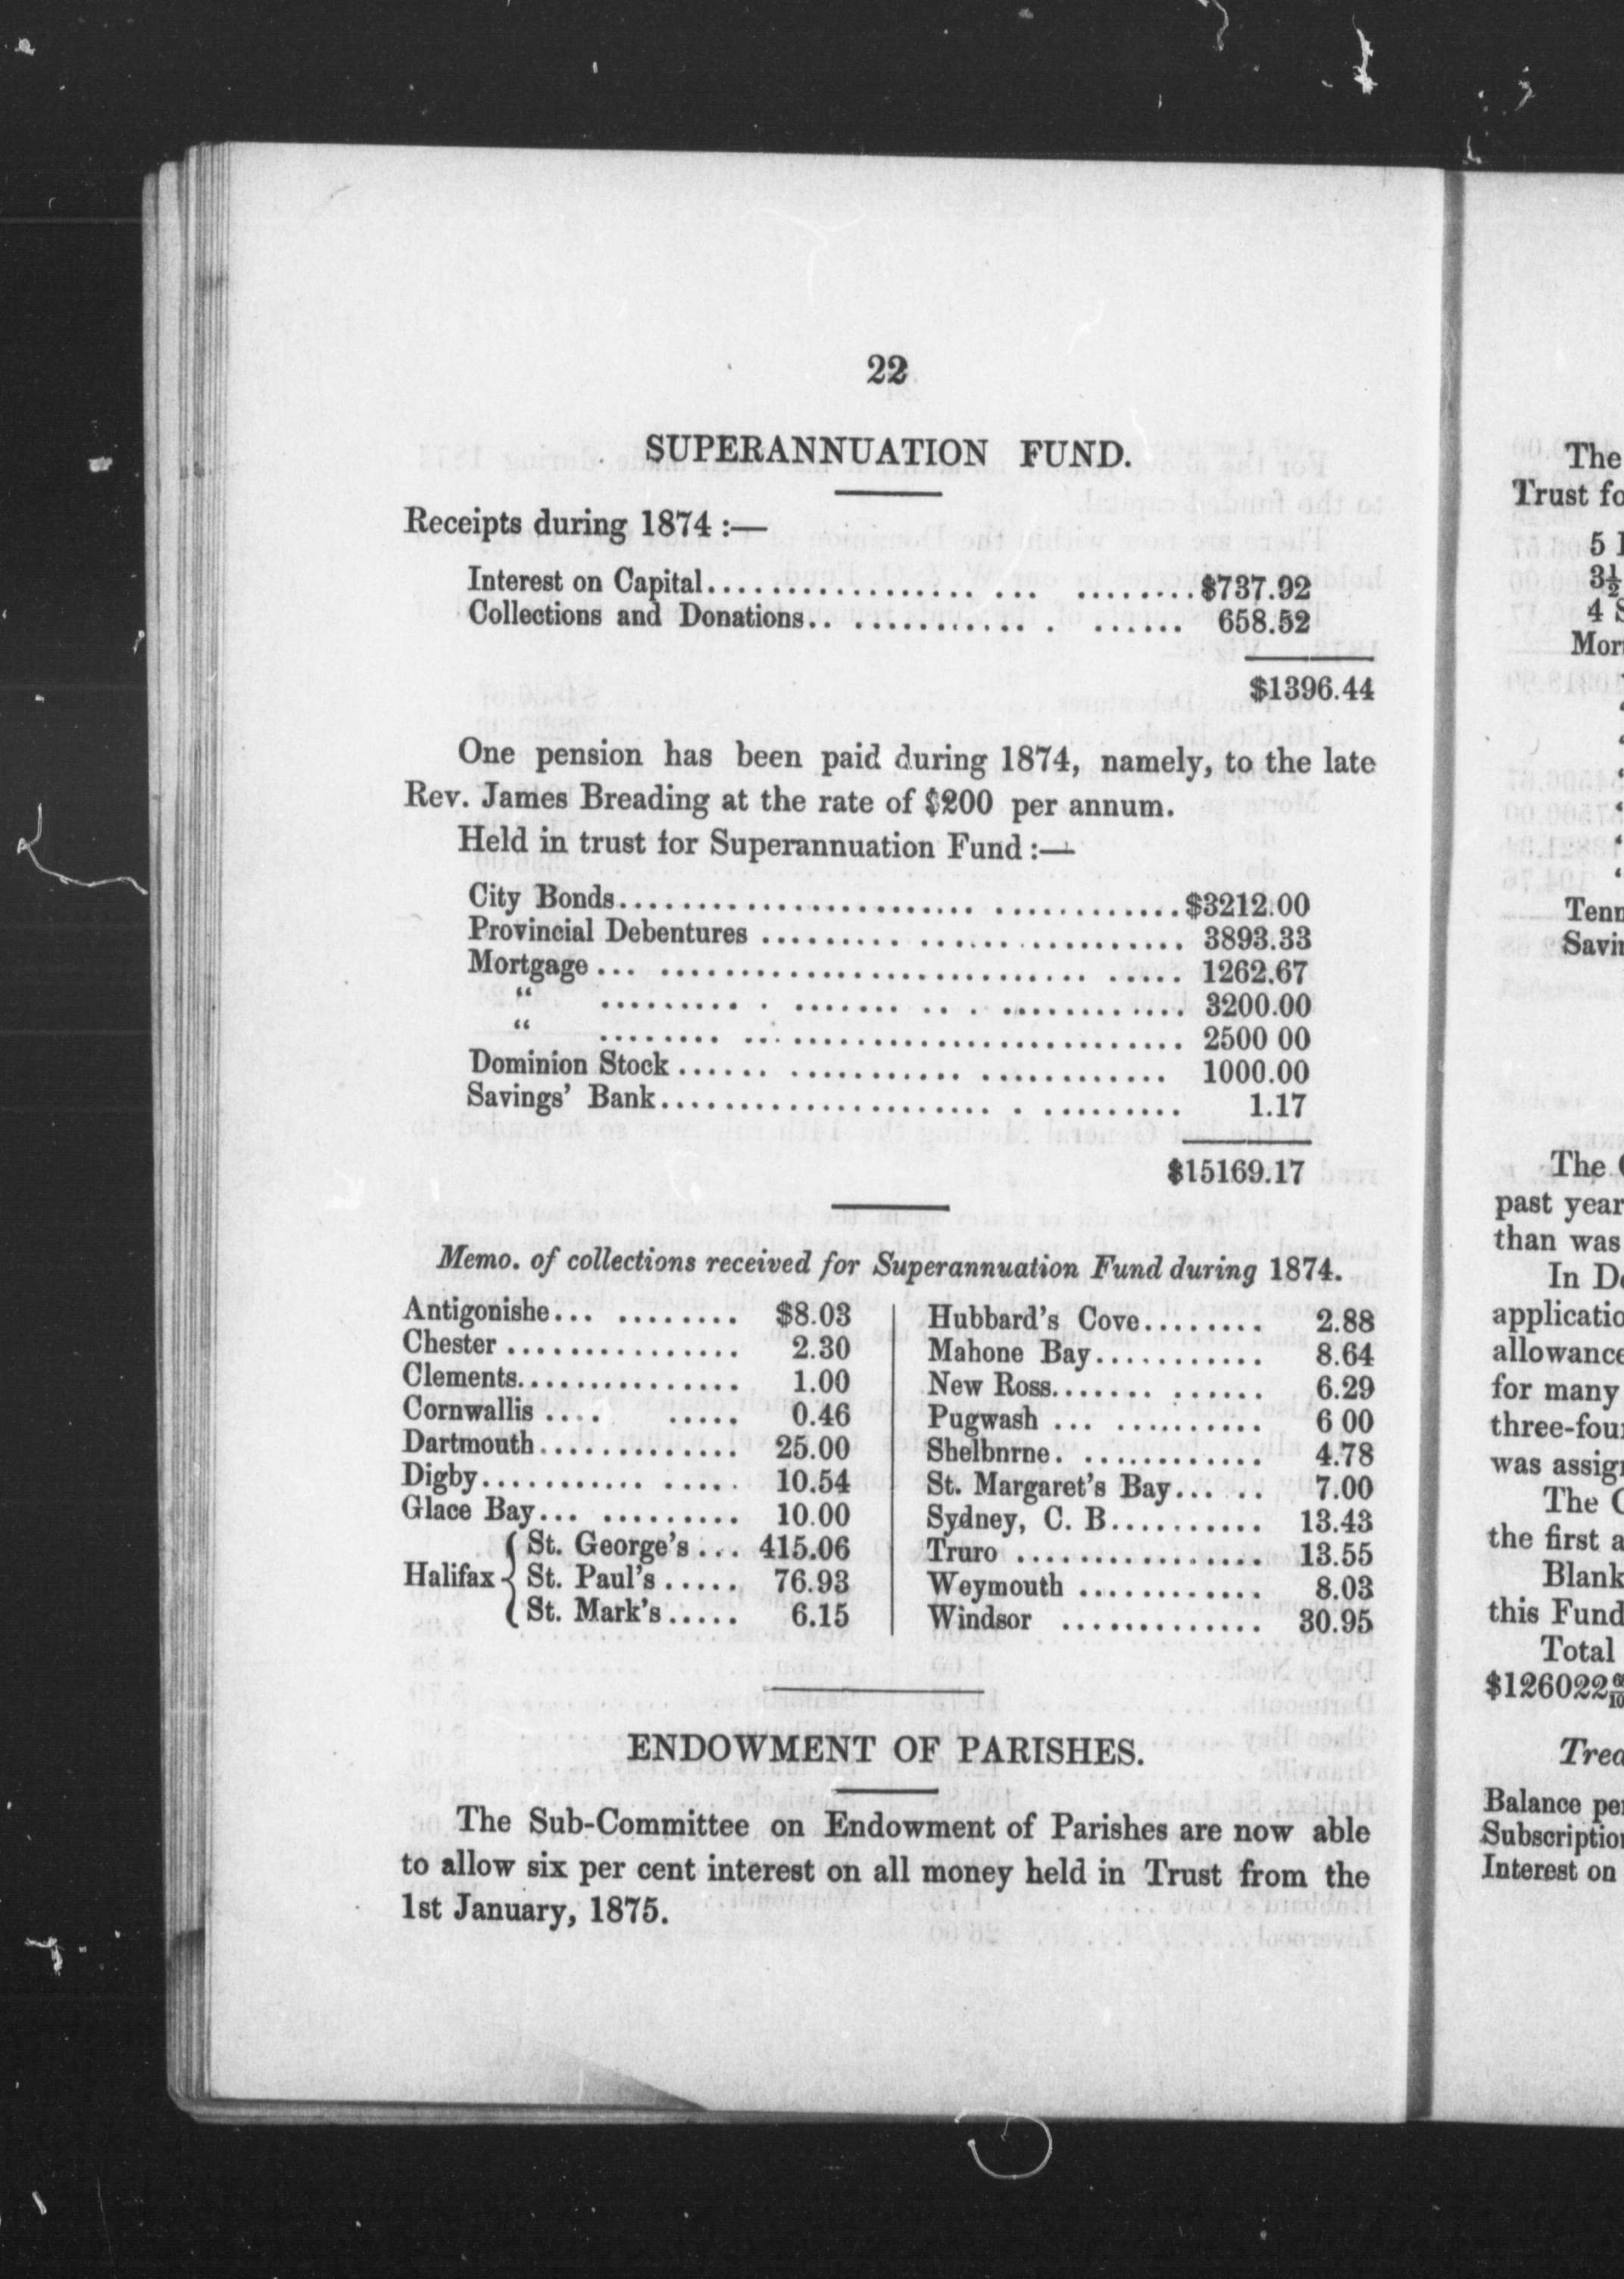 22
SUPERANNUATION FUND.
Receipts during 1874 :—
Interest on Capital.................. ... ........$737.92
Collections and Donations.. ............ . ...... 658.52
$1396.44
One pension has been paid during 1874, namely, to the late
Rev. James Breading at the rate of $200 per annum.
Held in trust for Superannuation Fund :—
City Bonds...................... ............$3212.00
Provincial Debentures ......... ................. 3893.33
Mortgage ... ........................... ..... 1262.67
“ ......... . ....... .. . ............ 3200.00
“ ........ ... ......................... 2500 00
Dominion Stock ...... ........... ............ 1000.00
Savings' Bank..................... . ......... 1.17
$15169.17
Memo. of collections received for Superannuation Fund during 1874.
Antigonishe... ........ $8.03
Chester ............... 2.30
Clements............... 1.00
Cornwallis .... ..... 0.46
Dartmouth............. 25.00
Digby........... ..... 10.54
Glace Bay... ......... 10.00
Halifax { St. George's... 415.06
St. Paul's ..... 76.93
St. Mark's ..... 6.15
Hubbard's Cove........ 2.88
Mahone Bay........... 8.64
New Ross....... ...... 6.29
Pugwash ... .......... 6 00
Shelbnrne. ............ 4.78
St. Margaret's Bay... .. 7.00
Sydney, C. B.......... 13.43
Truro ................ 13.55
Weymouth ............ 8.03
Windsor ............. 30.95
ENDOWMENT OF PARISHES.
The Sub-Committee on Endowment of Parishes are now able
to allow six per cent interest on all money held in Trust from the
1st January, 1875.
The
Trust
5
3½
4
The
past year
than was
In
for many
was
The
the first
Blank
this Fund
Total
$126022
Balance
Interest on